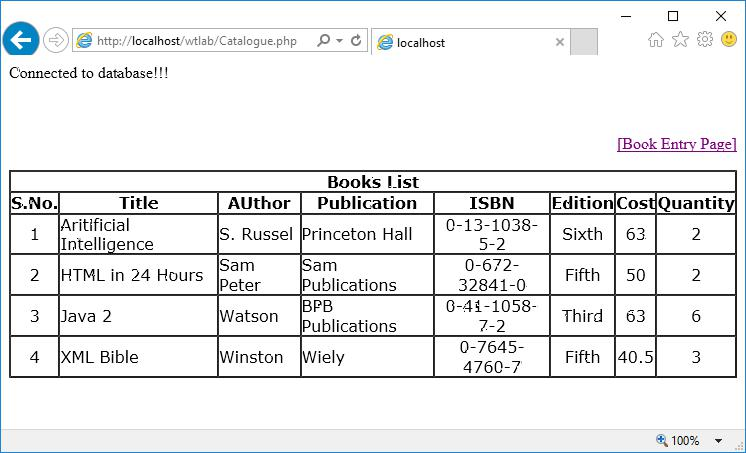 http://localhost/wtlab/Catalogue.php
localhost
Connected to database!!!
[Book Entry Page]
Books List
S.No. Title AUthor Publication ISBN Edition Cost Quantity
1 Aritificial Intelligence S. Russel Princeton Hall 0-13-1038-5-2 Sixth 63 2
2 HTML in 24 Hours Sam Peter Sam Publications 0-672-32841-0 Fifth 50 2
3 Java 2 Watson BPB Publications 0-41-1058-7-2 Third 63 6
4 XML Bible Winston Wiely 0-7645-4760-7 Fifth 40.5 3
100%